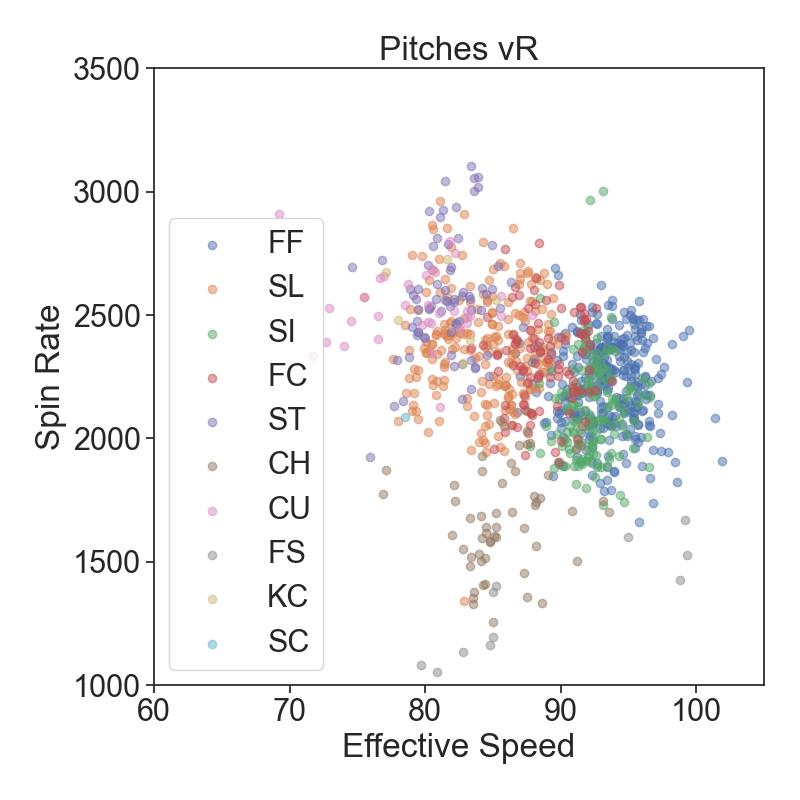 Pitches vR
3500
3000
2500
2000
1500
1000
Spin Rate
FF
SL
SI
FC
ST
CH
CU
FS
KC
SC
60 70 80 90 100
Effective Speed